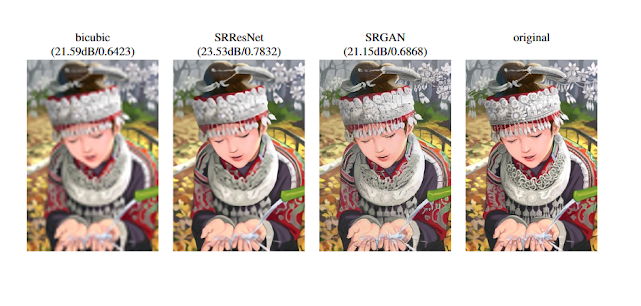 bicubic
(21.59dB/0.6423)
SRResNet
(23.53dB/0.7832)
SRGAN
(21.15dB/0.6868)
original